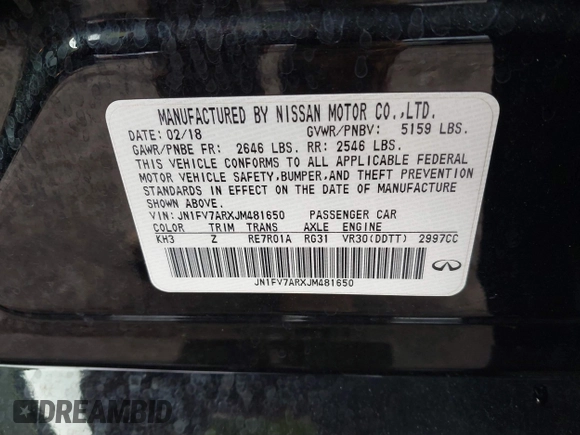 MANUFACTURED BY NISSAN MOTOR CO.,LTD.
DATE: 02/18 GVWR/PNBV: 5159 LBS.
GAWR/PNBE FR: 2646 LBS. RR: 2546 LBS.
THIS VEHICLE CONFORMS TO ALL APPLICABLE FEDERAL
MOTOR VEHICLE SAFETY,BUMPER,AND THEFT PREVENTION
STANDARDS IN EFFECT ON THE DATE OF MANUFACTURE
SHOWN ABOVE.
VIN: JN1FV7ARXJM481650 PASSENGER CAR
COLOR TRIM TRANS AXLE ENGINE
KH3 Z RE7R01A RG31 VR30(DDTT) 2997CC
JN1FV7ARXJM481650
DREAMBID